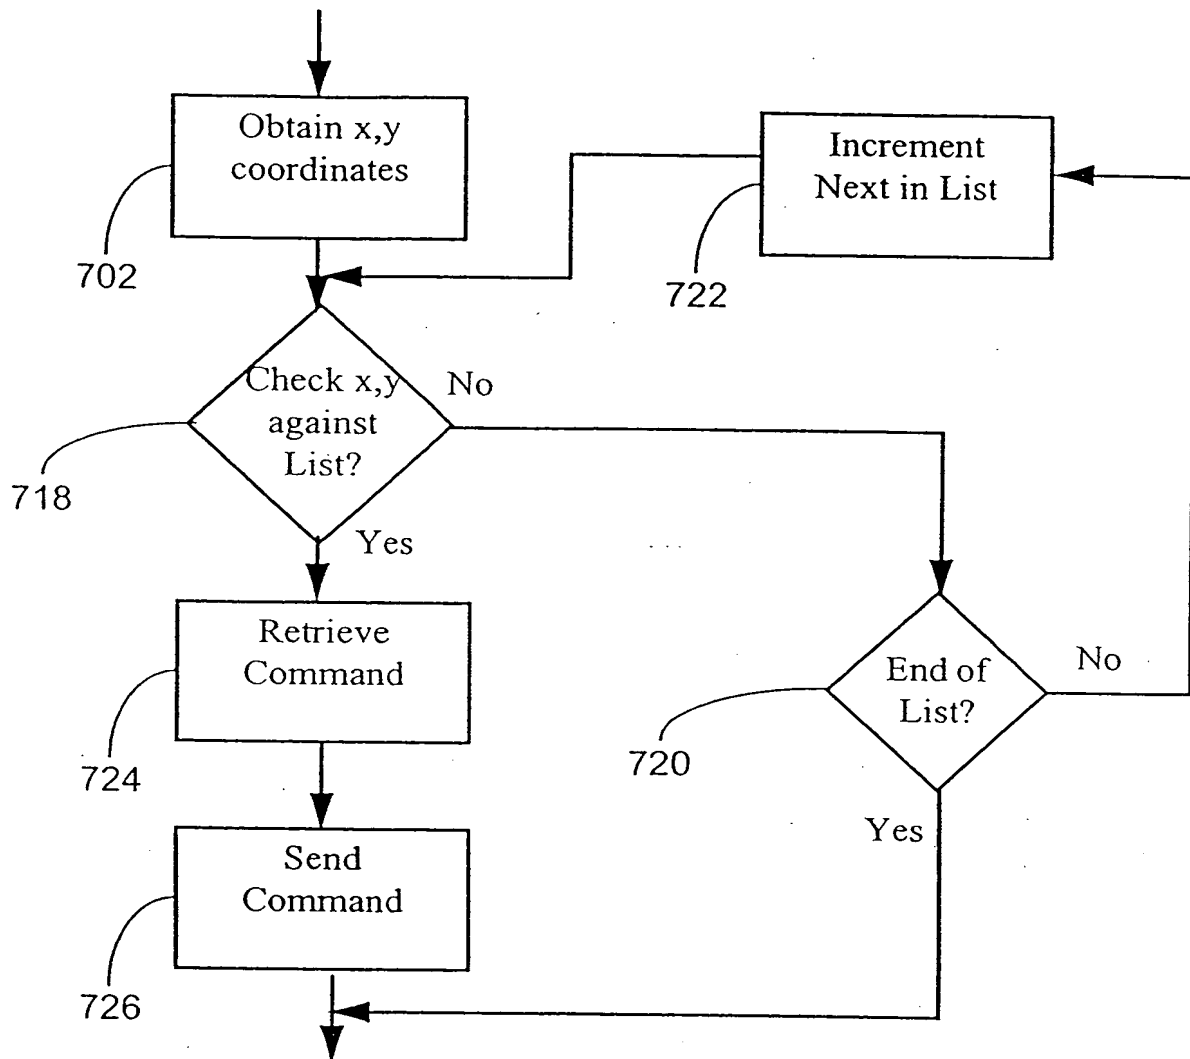 Obtain x,y
coordinates
702
Increment
Next in List
722
Check x,y
against
List?
718
No
Yes
Retrieve
Command
724
End of
List?
720
No
Yes
Send
Command
726